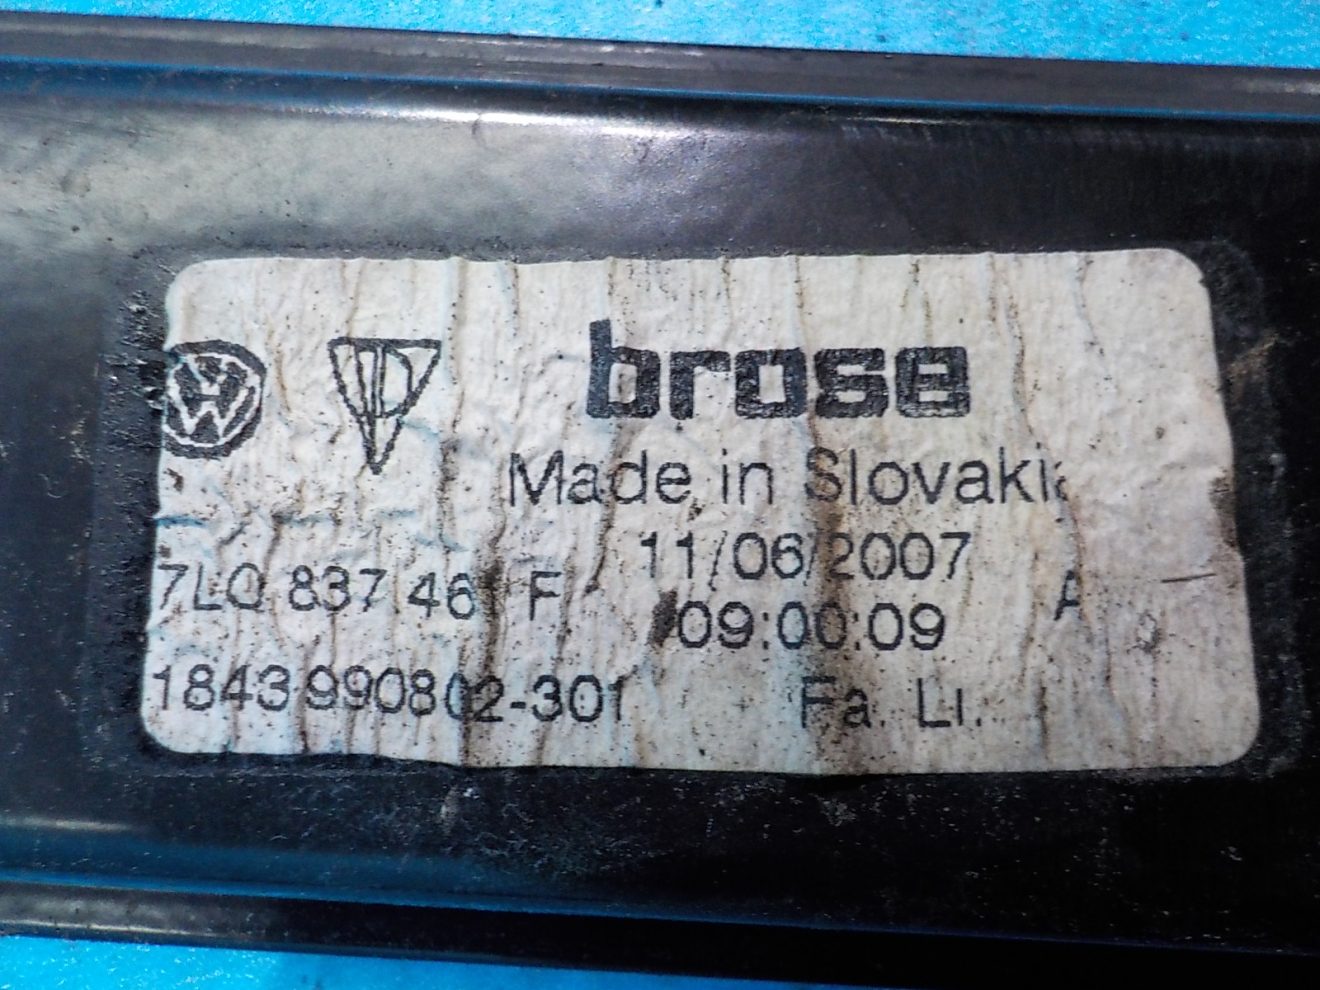 brose
Made in Slovakia
11/06/2007
7L0 837 46 F
09:00:09
A
1843 990802-301
Fa. Li.